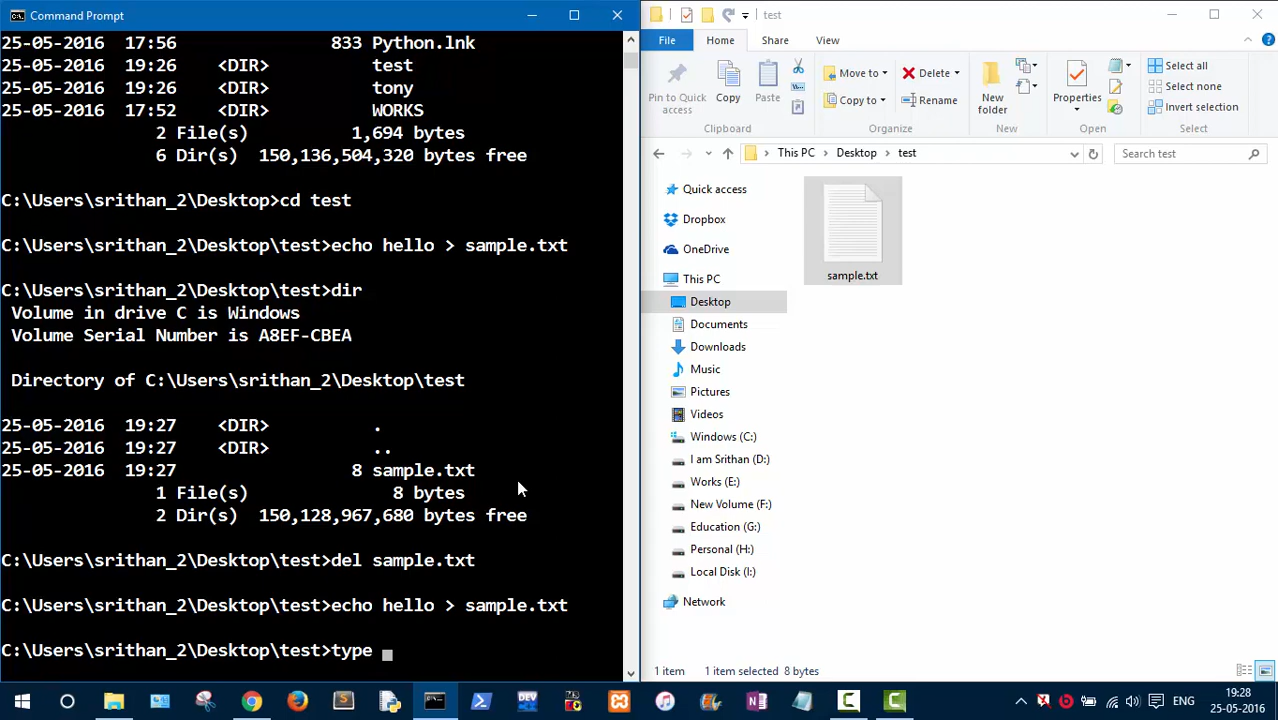 Command Prompt
25-05-2016  17:56               833 Python.lnk
25-05-2016  19:26    <DIR>          test
25-05-2016  19:26    <DIR>          tony
25-05-2016  17:52    <DIR>          WORKS
2 File(s)          1,694 bytes
6 Dir(s)  150,136,504,320 bytes free
C:\Users\srithan_2\Desktop>cd test
C:\Users\srithan_2\Desktop\test>echo hello > sample.txt
C:\Users\srithan_2\Desktop\test>dir
Volume in drive C is Windows
Volume Serial Number is A8EF-CBEA
Directory of C:\Users\srithan_2\Desktop\test
25-05-2016  19:27    <DIR>          .
25-05-2016  19:27    <DIR>          ..
25-05-2016  19:27                 8 sample.txt
1 File(s)              8 bytes
2 Dir(s)  150,128,967,680 bytes free
C:\Users\srithan_2\Desktop\test>del sample.txt
C:\Users\srithan_2\Desktop\test>echo hello > sample.txt
C:\Users\srithan_2\Desktop\test>type
test
File Home Share View
Pin to Quick access
Copy
Paste
Clipboard
Move to
Copy to
Delete
Rename
Organize
New folder
New
Properties
Open
Select all
Select none
Invert selection
Select
This PC > Desktop > test
Search test
Quick access
Dropbox
OneDrive
This PC
Desktop
Documents
Downloads
Music
Pictures
Videos
Windows (C:)
I am Srithan (D:)
Works (E:)
New Volume (F:)
Education (G:)
Personal (H:)
Local Disk (I:)
Network
sample.txt
1 item 1 item selected 8 bytes
DEV
ENG
19:28
25-05-2016